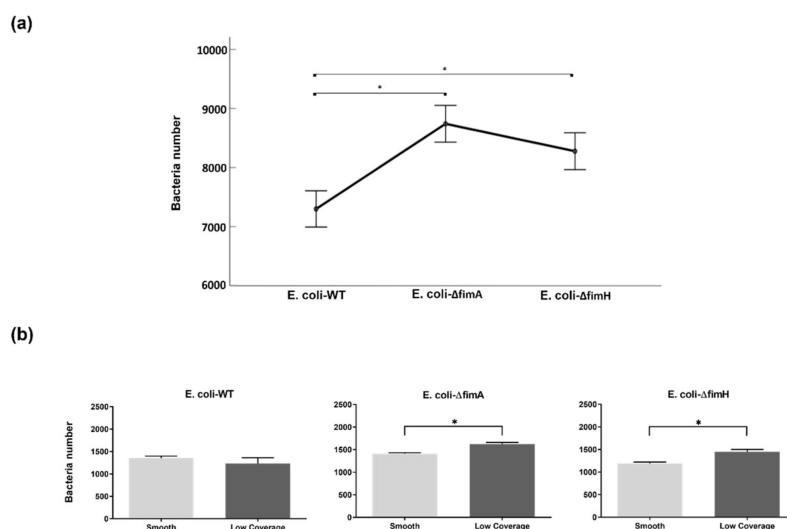 (a)
10000
9000
8000
7000
6000
Bacteria number
*
*
E. coli-WT
E. coli-ΔfimA
E. coli-ΔfimH
(b)
E. coli-WT
Bacteria number
2500
2000
1500
1000
500
0
Smooth
Low Coverage
E. coli-ΔfimA
2500
2000
1500
1000
500
0
*
Smooth
Low Coverage
E. coli-ΔfimH
2500
2000
1500
1000
500
0
*
Smooth
Low Coverage